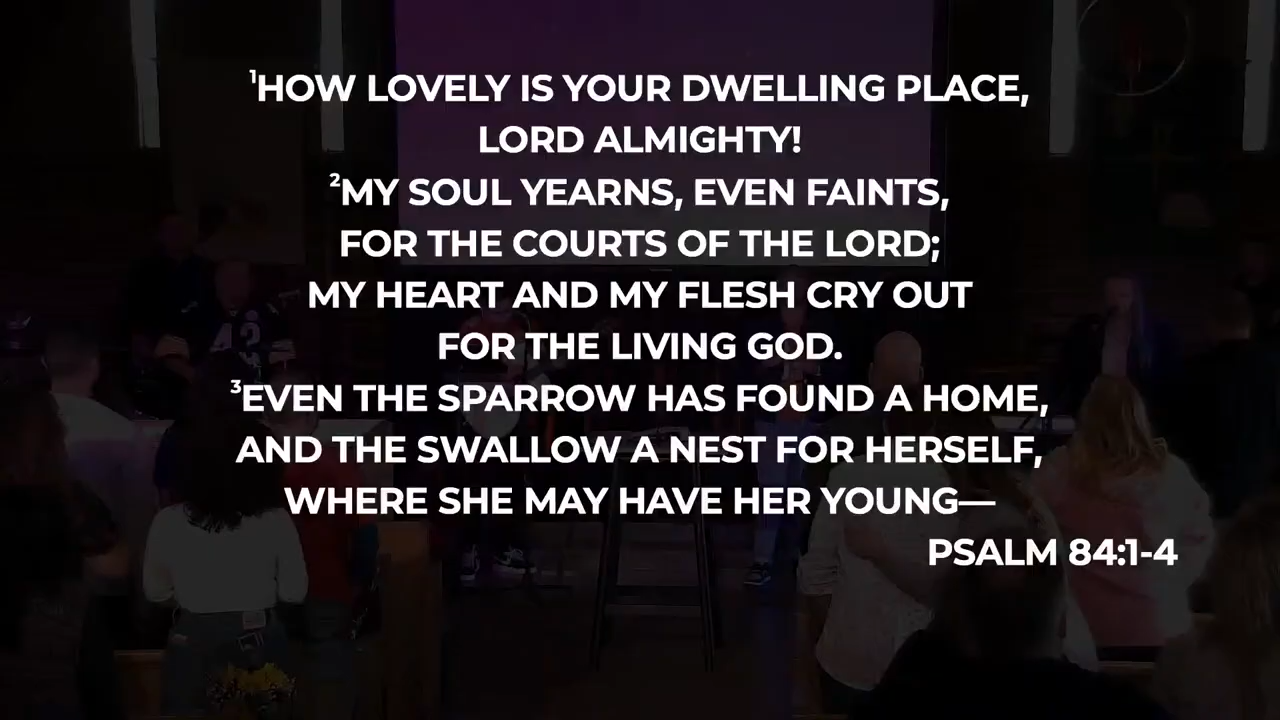 ¹HOW LOVELY IS YOUR DWELLING PLACE,
LORD ALMIGHTY!
²MY SOUL YEARNS, EVEN FAINTS,
FOR THE COURTS OF THE LORD;
MY HEART AND MY FLESH CRY OUT
FOR THE LIVING GOD.
³EVEN THE SPARROW HAS FOUND A HOME,
AND THE SWALLOW A NEST FOR HERSELF,
WHERE SHE MAY HAVE HER YOUNG—
PSALM 84:1-4
43